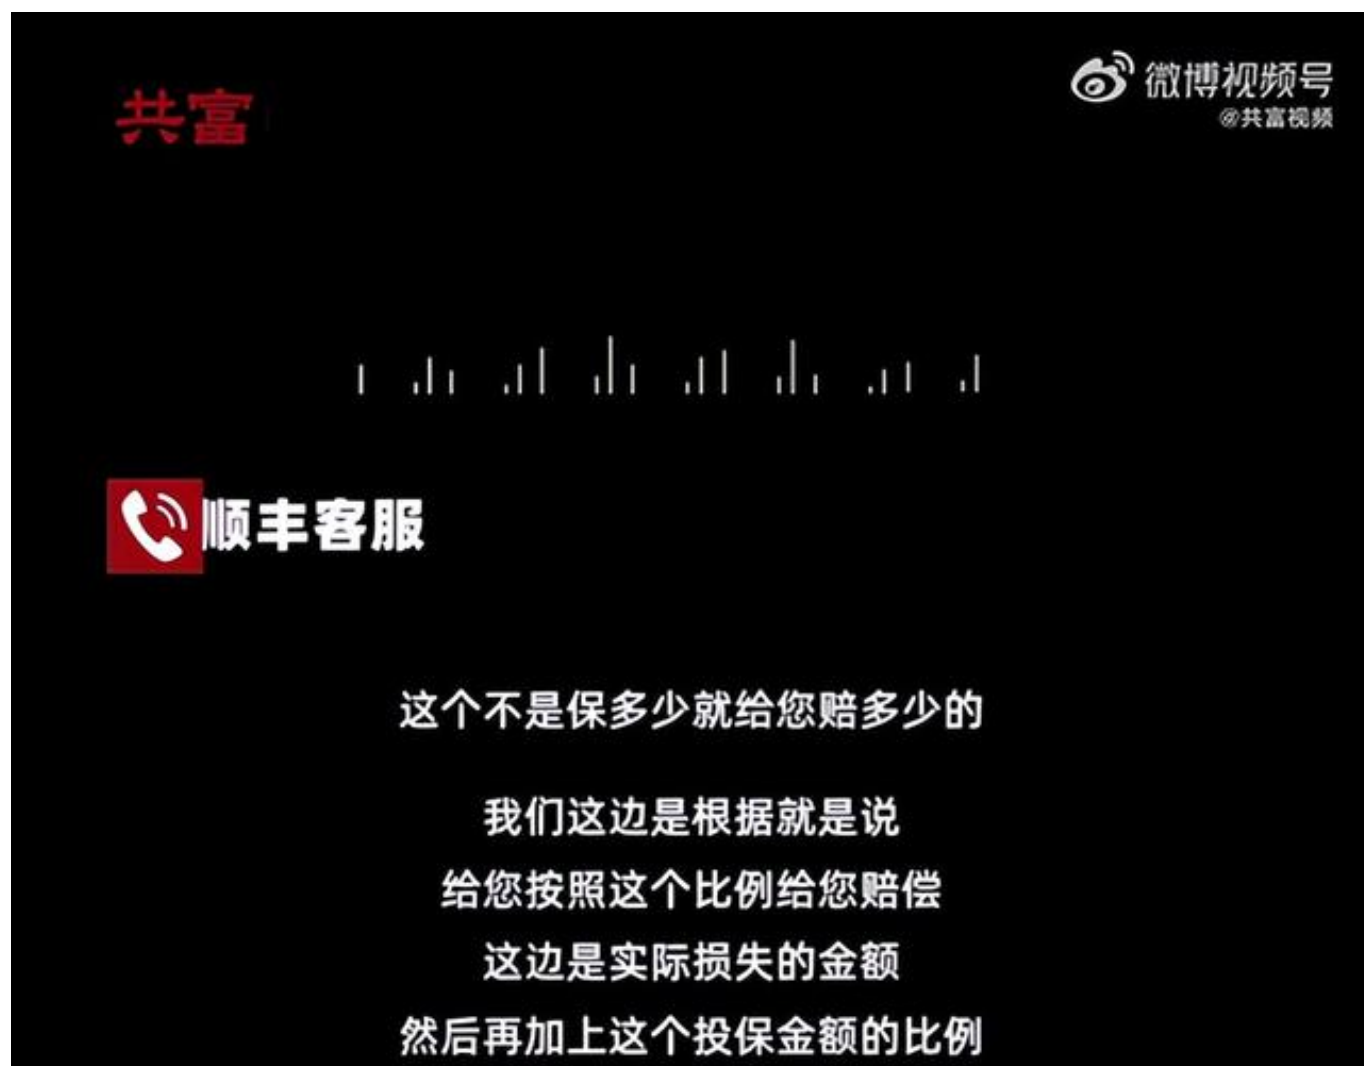 共富
微博视频号
@共富视频
顺丰客服
这个不是保多少就给您赔多少的
我们这边是根据就是说
给您按照这个比例给您赔偿
这边是实际损失的金额
然后再加上这个投保金额的比例